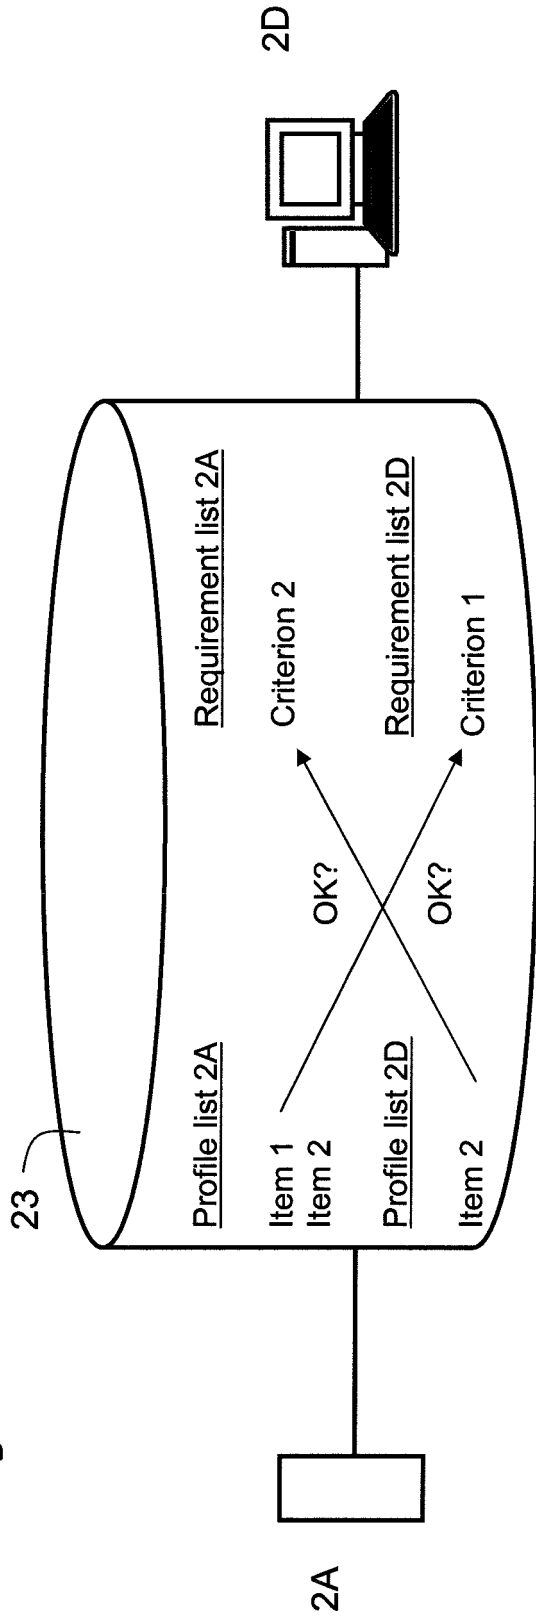 23
Profile list 2A
Requirement list 2A
Item 1
Item 2
Criterion 2
OK?
OK?
Profile list 2D
Requirement list 2D
Item 2
Criterion 1
2A
2D